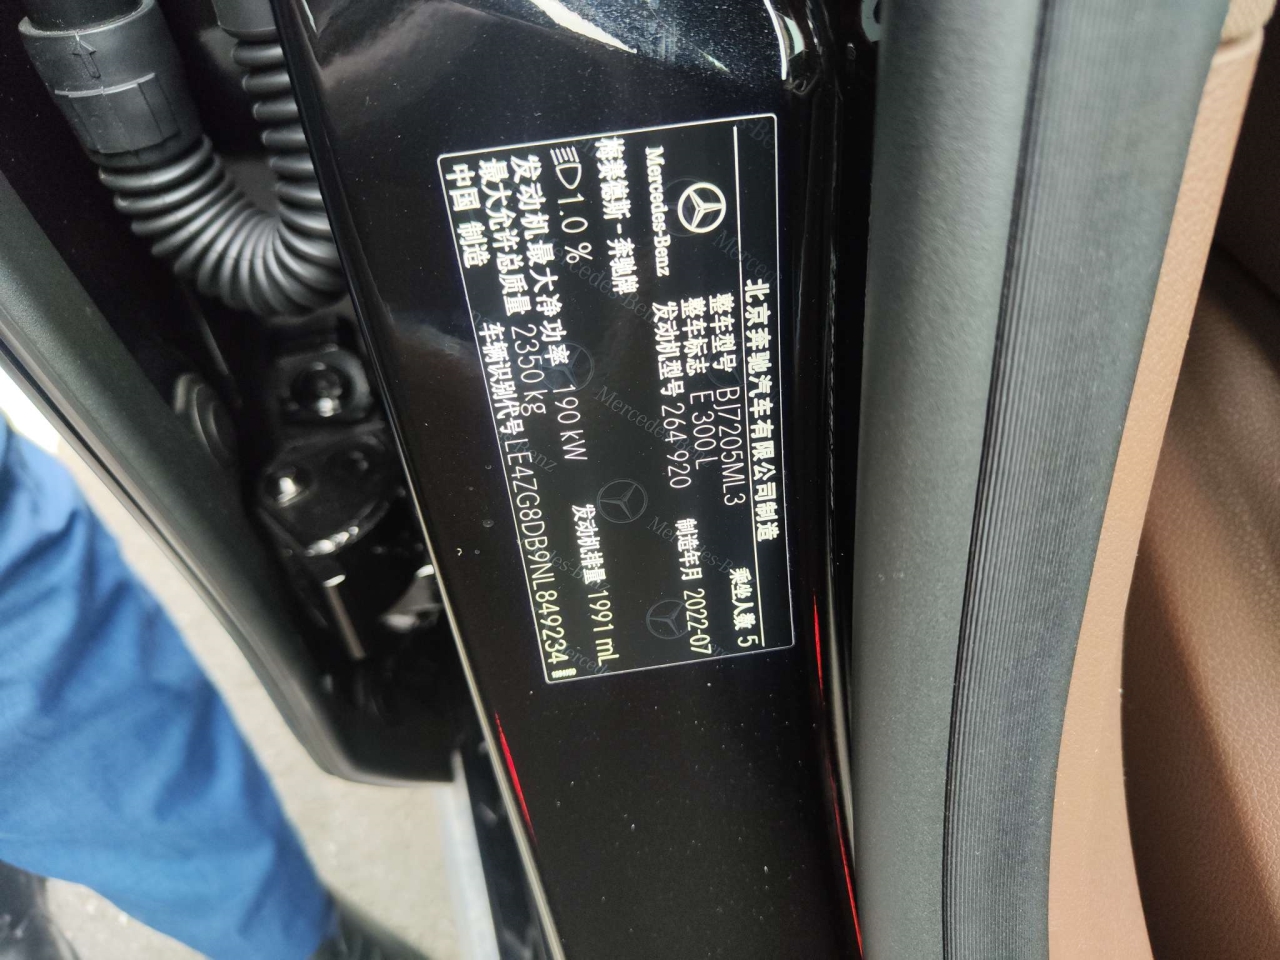 北京奔驰汽车有限公司制造
Mercedes-Benz
整车型号 BJ7205ML3
乘坐人数 5
整车标志 E 300 L
梅赛德斯-奔驰牌
发动机型号 264 920
制造年月 2022-07
1.0 %
发动机最大净功率 190 kW
发动机排量 1991 mL
最大允许总质量 2350 kg
中国 制造
车辆识别代号 LE4ZG8DB9NL849234